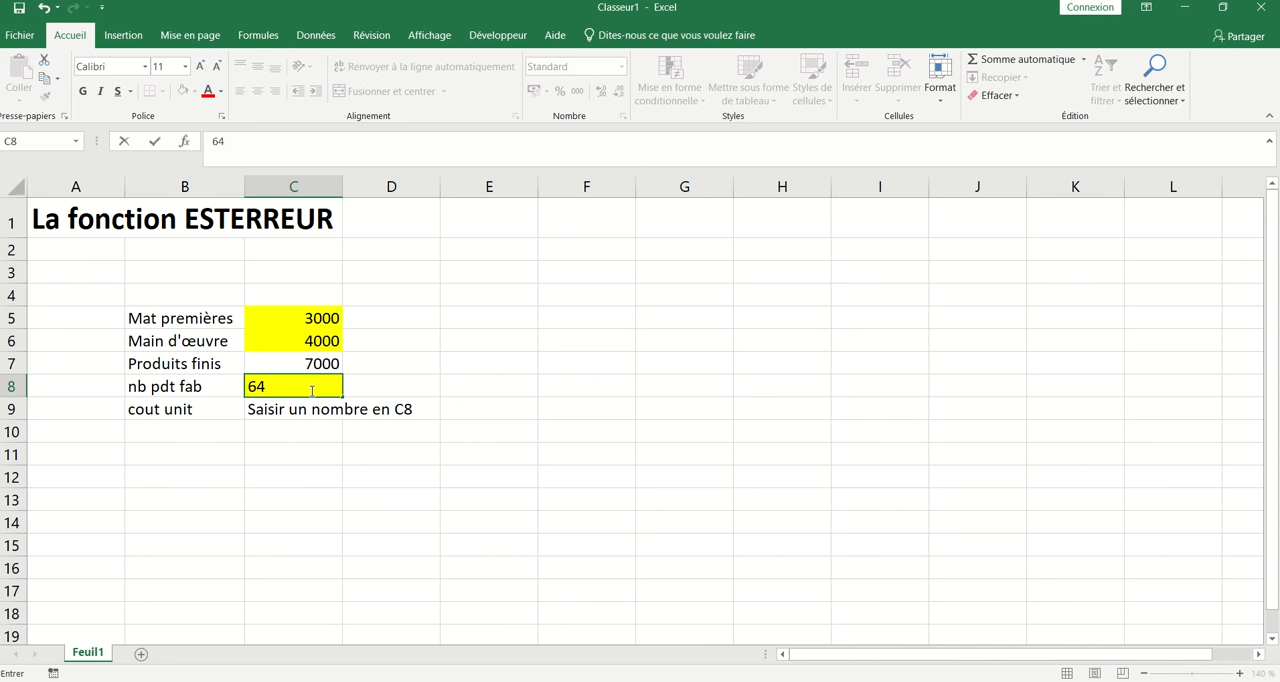 Classeur1 - Excel
Connexion
Fichier Accueil Insertion Mise en page Formules Données Révision Affichage Aide Développeur Dites-nous ce que vous voulez faire Partager
Coller
Calibri 11
Renvoyer à la ligne automatiquement
Standard
G I S A
Fusionner et centrer
% 000
Mise en forme conditionnelle
Mettre sous forme de tableau
Styles de cellules
Insérer Supprimer Format
Somme automatique
Recopier
Effacer
Trier et filtrer
Rechercher et sélectionner
Presse-papiers Police Alignement Nombre Styles Cellules Édition
C8 fx 64
A B C D E F G H I J K L
1 La fonction ESTERREUR
2
3
4
5 Mat premières 3000
6 Main d'œuvre 4000
7 Produits finis 7000
8 nb pdt fab 64
9 cout unit Saisir un nombre en C8
10
11
12
13
14
15
16
17
18
19
Feuil1
Entrer
140 %